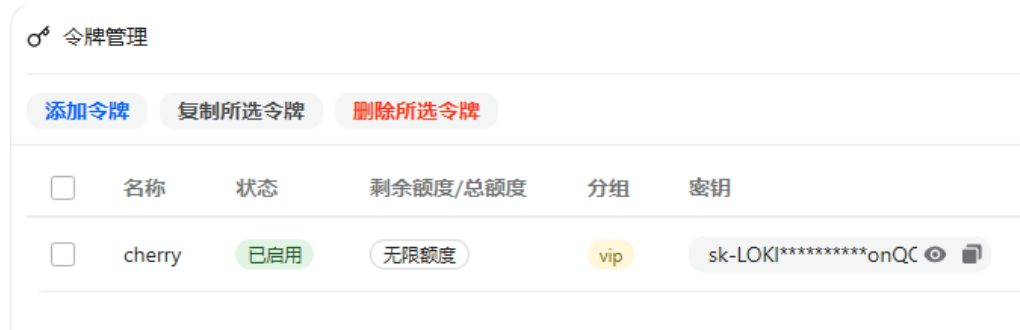 令牌管理
添加令牌 复制所选令牌 删除所选令牌
名称 状态 剩余额度/总额度 分组 密钥
cherry 已启用 无限额度 vip sk-LOKI**********onQC